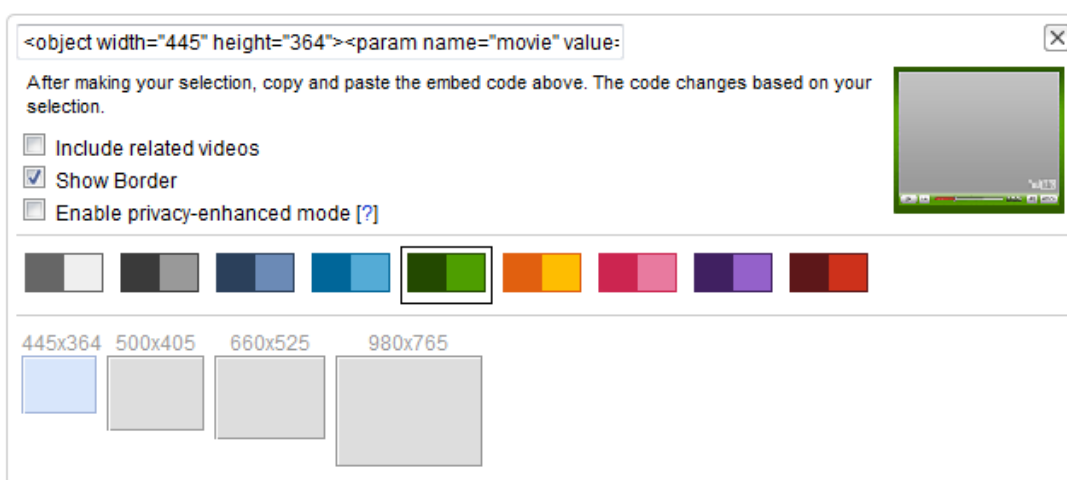 <object width="445" height="364"><param name="movie" value=
After making your selection, copy and paste the embed code above. The code changes based on your
selection.
Include related videos
Show Border
Enable privacy-enhanced mode [?]
445x364 500x405 660x525 980x765